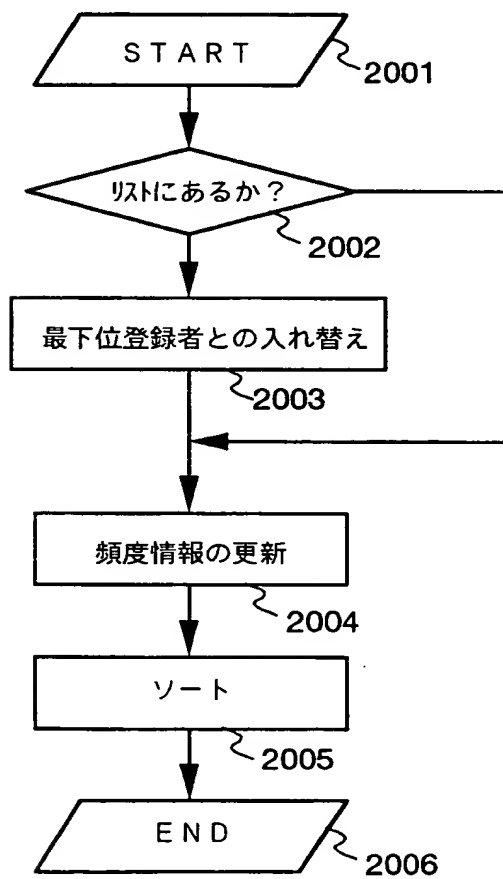 START
2001
リストにあるか？
2002
最下位登録者との入れ替え
2003
頻度情報の更新
2004
ソート
2005
END
2006